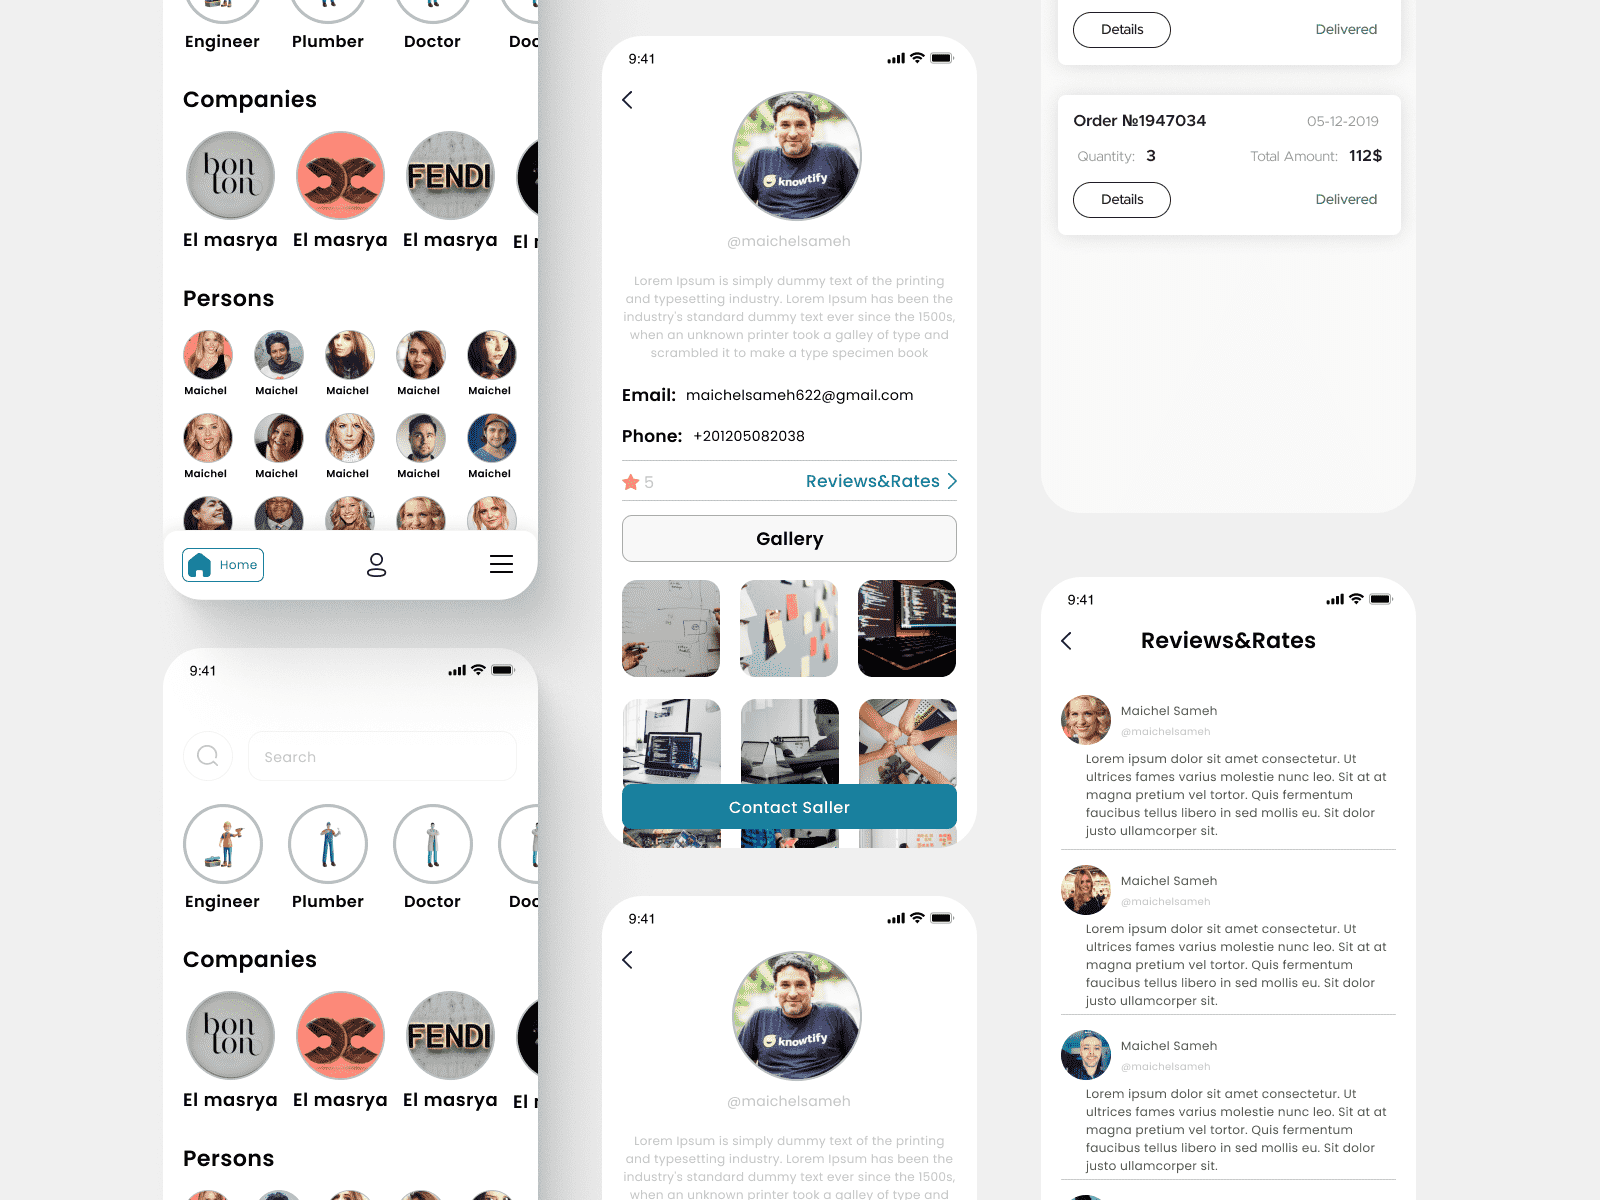 Engineer Plumber Doctor Doc
Companies
bon
ton
FENDI
El masrya El masrya El masrya El
Persons
Maichel Maichel Maichel Maichel Maichel
Maichel Maichel Maichel Maichel Maichel
Home
9:41
Search
Engineer Plumber Doctor Doc
Companies
bon
ton
FENDI
El masrya El masrya El masrya El
Persons
9:41
knowtify
@maichelsameh
Lorem Ipsum is simply dummy text of the printing
and typesetting industry. Lorem Ipsum has been the
industry's standard dummy text ever since the 1500s,
when an unknown printer took a galley of type and
scrambled it to make a type specimen book
Email: maichelsameh622@gmail.com
Phone: +201205082038
5 Reviews&Rates
Gallery
Contact Saller
9:41
knowtify
@maichelsameh
Lorem Ipsum is simply dummy text of the printing
and typesetting industry. Lorem Ipsum has been the
industry's standard dummy text ever since the 1500s,
when an unknown printer took a galley of type and
Details Delivered
Order №1947034 05-12-2019
Quantity: 3 Total Amount: 112$
Details Delivered
9:41
Reviews&Rates
Maichel Sameh
@maichelsameh
Lorem ipsum dolor sit amet consectetur. Ut
ultrices fames varius molestie nunc leo. Sit at at
magna pretium vel tortor. Quis fermentum
faucibus tellus libero in sed mollis eu. Sit dolor
justo ullamcorper sit.
Maichel Sameh
@maichelsameh
Lorem ipsum dolor sit amet consectetur. Ut
ultrices fames varius molestie nunc leo. Sit at at
magna pretium vel tortor. Quis fermentum
faucibus tellus libero in sed mollis eu. Sit dolor
justo ullamcorper sit.
Maichel Sameh
@maichelsameh
Lorem ipsum dolor sit amet consectetur. Ut
ultrices fames varius molestie nunc leo. Sit at at
magna pretium vel tortor. Quis fermentum
faucibus tellus libero in sed mollis eu. Sit dolor
justo ullamcorper sit.